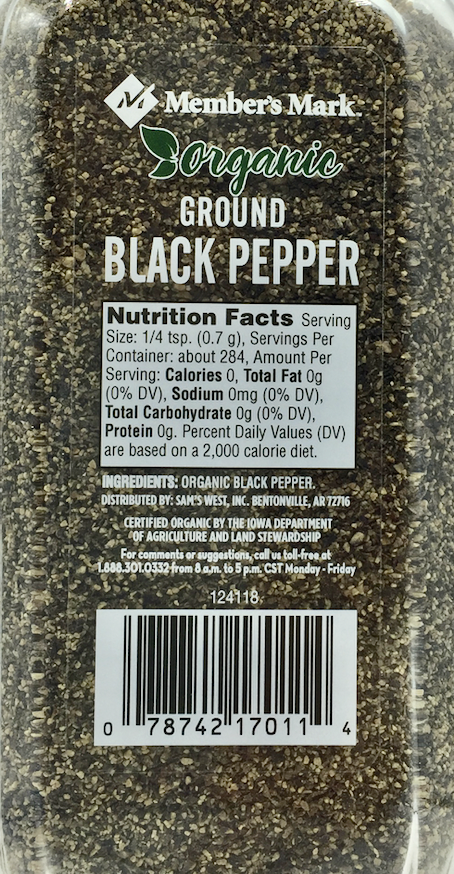 Member's Mark™
organic
GROUND
BLACK PEPPER
Nutrition Facts Serving
Size: 1/4 tsp. (0.7 g), Servings Per
Container: about 284, Amount Per
Serving: Calories 0, Total Fat 0g
(0% DV), Sodium 0mg (0% DV),
Total Carbohydrate 0g (0% DV),
Protein 0g. Percent Daily Values (DV)
are based on a 2,000 calorie diet.
INGREDIENTS: ORGANIC BLACK PEPPER.
DISTRIBUTED BY: SAM'S WEST, INC. BENTONVILLE, AR 72716
CERTIFIED ORGANIC BY THE IOWA DEPARTMENT
OF AGRICULTURE AND LAND STEWARDSHIP
For comments or suggestions, call us toll-free at
1.888.301.0332 from 8 a.m. to 5 p.m. CST Monday - Friday
124118
0 78742 17011 4